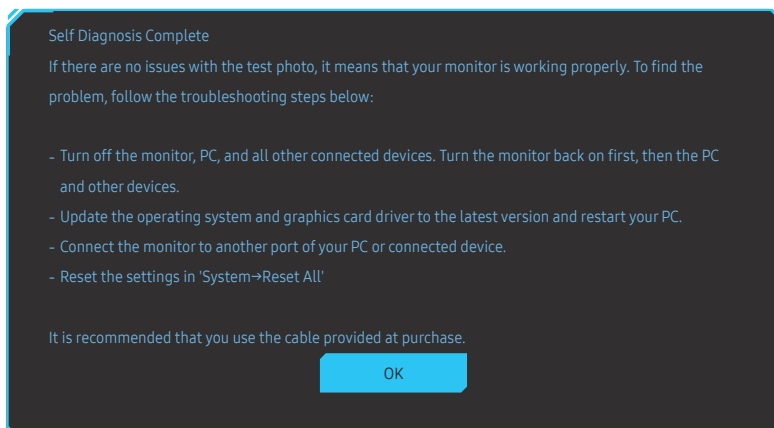 Self Diagnosis Complete
If there are no issues with the test photo, it means that your monitor is working properly. To find the
problem, follow the troubleshooting steps below:
- Turn off the monitor, PC, and all other connected devices. Turn the monitor back on first, then the PC
and other devices.
- Update the operating system and graphics card driver to the latest version and restart your PC.
- Connect the monitor to another port of your PC or connected device.
- Reset the settings in 'System→Reset All'
It is recommended that you use the cable provided at purchase.
OK